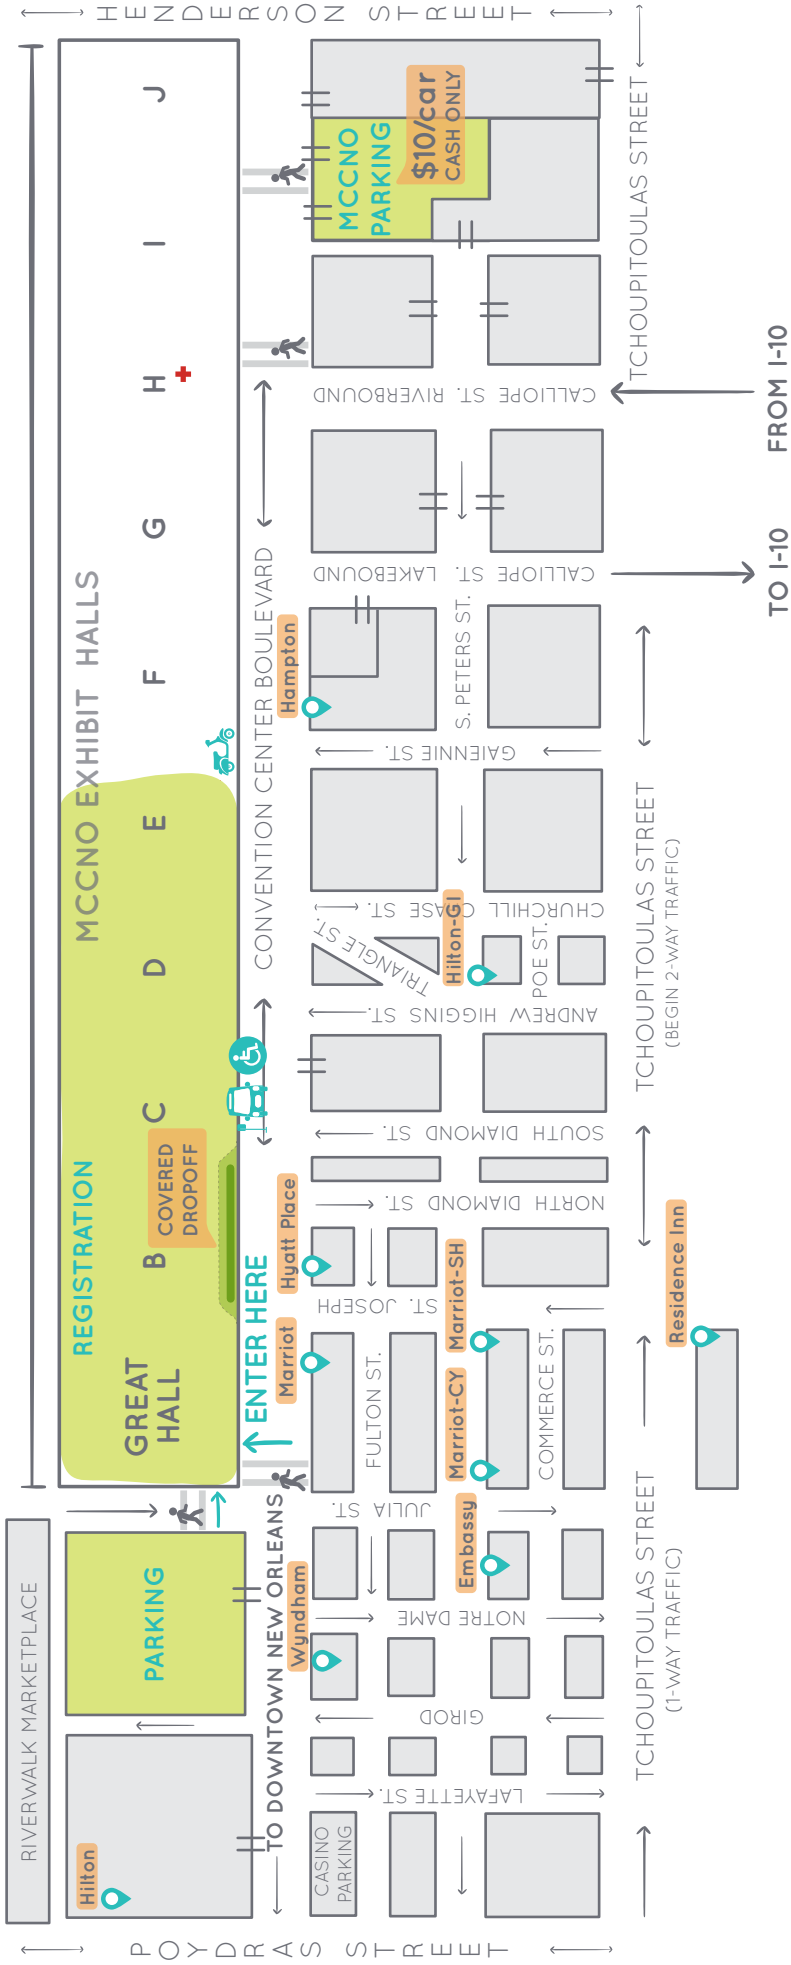 HENDERSON STREET
J
I
H
G
F
E
D
C
B
MCCNO EXHIBIT HALLS
REGISTRATION
GREAT
HALL
COVERED
DROPOFF
ENTER HERE
MCCNO
PARKING
$10/car
CASH ONLY
TCHOUPITOULAS STREET
FROM I-10
CALLIOPE ST. RIVERBOUND
CALLIOPE ST. LAKEBOUND
TO I-10
CONVENTION CENTER BOULEVARD
Hampton
S. PETERS ST.
GAIENNIE ST.
CHURCHILL CASE ST.
TRIANGLE ST.
Hilton-GI
POE ST.
ANDREW HIGGINS ST.
TCHOUPITOULAS STREET
(BEGIN 2-WAY TRAFFIC)
SOUTH DIAMOND ST.
NORTH DIAMOND ST.
Hyatt Place
ST. JOSEPH
Marriot
Marriot-SH
Marriot-CY
Residence Inn
FULTON ST.
COMMERCE ST.
JULIA ST.
Embassy
TO DOWNTOWN NEW ORLEANS
Wyndham
NOTRE DAME
GIROD
LAFAYETTE ST.
TCHOUPITOULAS STREET
(1-WAY TRAFFIC)
PARKING
RIVERWALK MARKETPLACE
Hilton
CASINO
PARKING
POYDRAS STREET